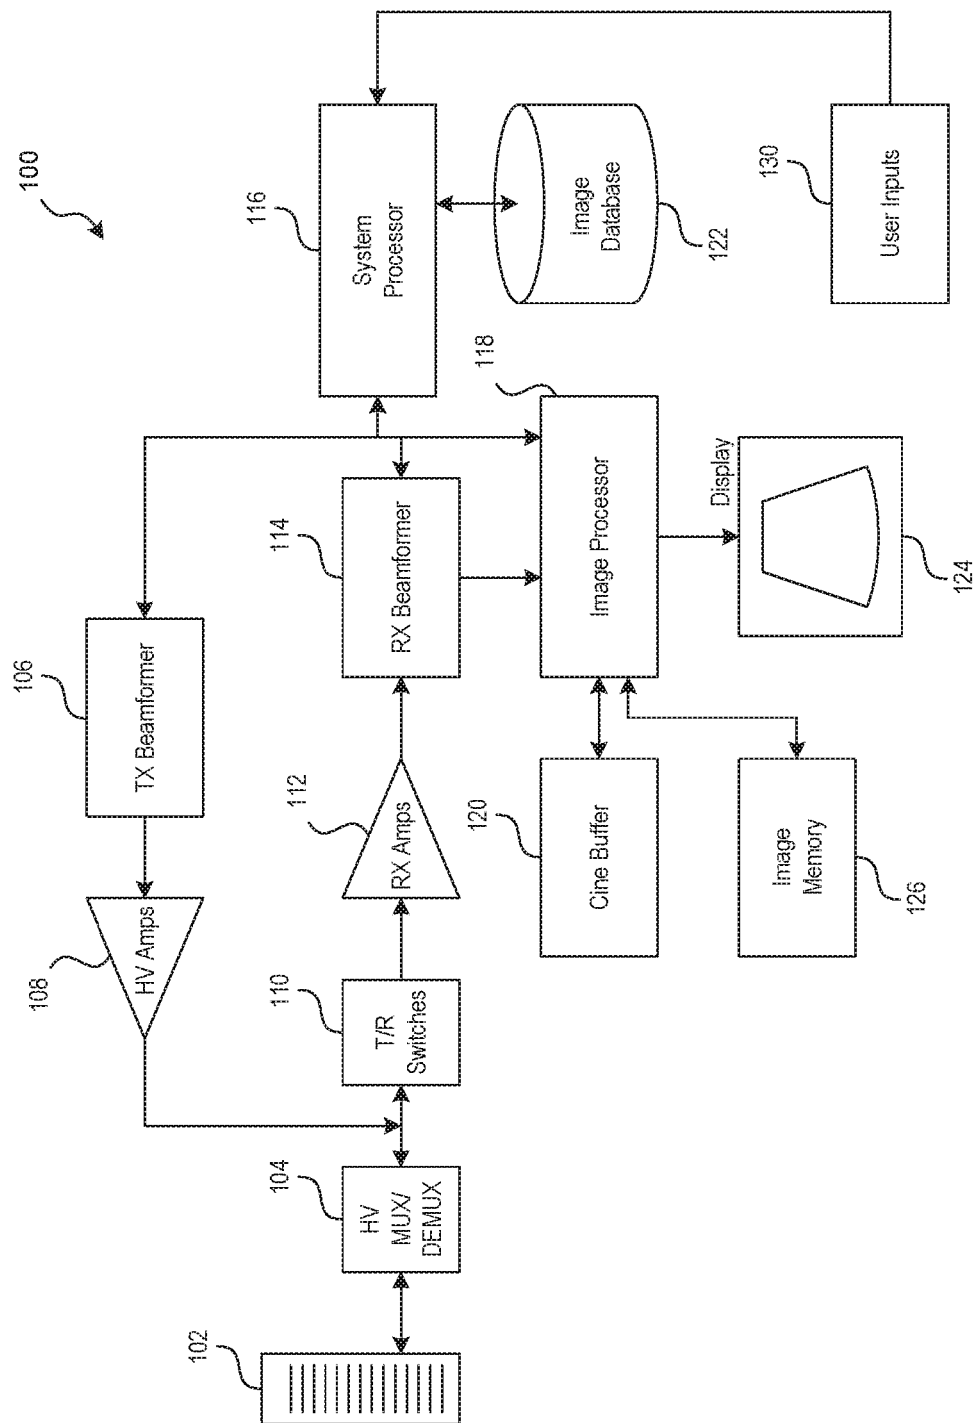 100
106
TX Beamformer
108
HV Amps
116
System
Processor
114
RX Beamformer
112
RX Amps
110
T/R
Switches
104
HV
MUX/
DEMUX
102
118
Image Processor
120
Cine Buffer
Image
Database
122
Display
124
Image
Memory
126
130
User Inputs